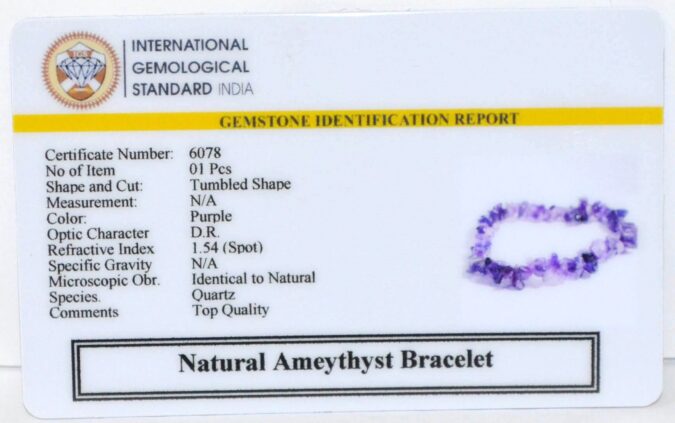 IGS
INTERNATIONAL
GEMOLOGICAL
STANDARD INDIA
GEMSTONE IDENTIFICATION REPORT
Certificate Number: 6078
No of Item 01 Pcs
Shape and Cut: Tumbled Shape
Measurement: N/A
Color: Purple
Optic Character D.R.
Refractive Index 1.54 (Spot)
Specific Gravity N/A
Microscopic Obr. Identical to Natural
Species. Quartz
Comments Top Quality
Natural Ameythyst Bracelet